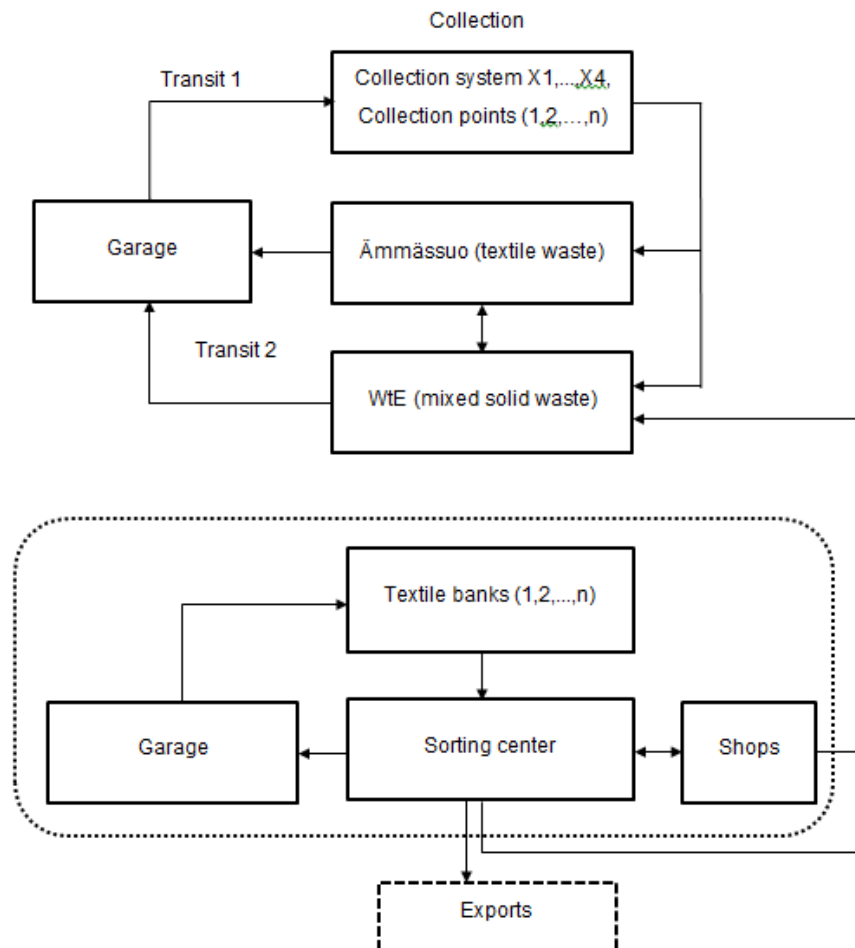 Collection
Transit 1
Collection system X1,...,X4,
Collection points (1,2,...,n)
Garage
Ämmässuo (textile waste)
Transit 2
WtE (mixed solid waste)
Textile banks (1,2,...,n)
Garage
Sorting center
Shops
Exports